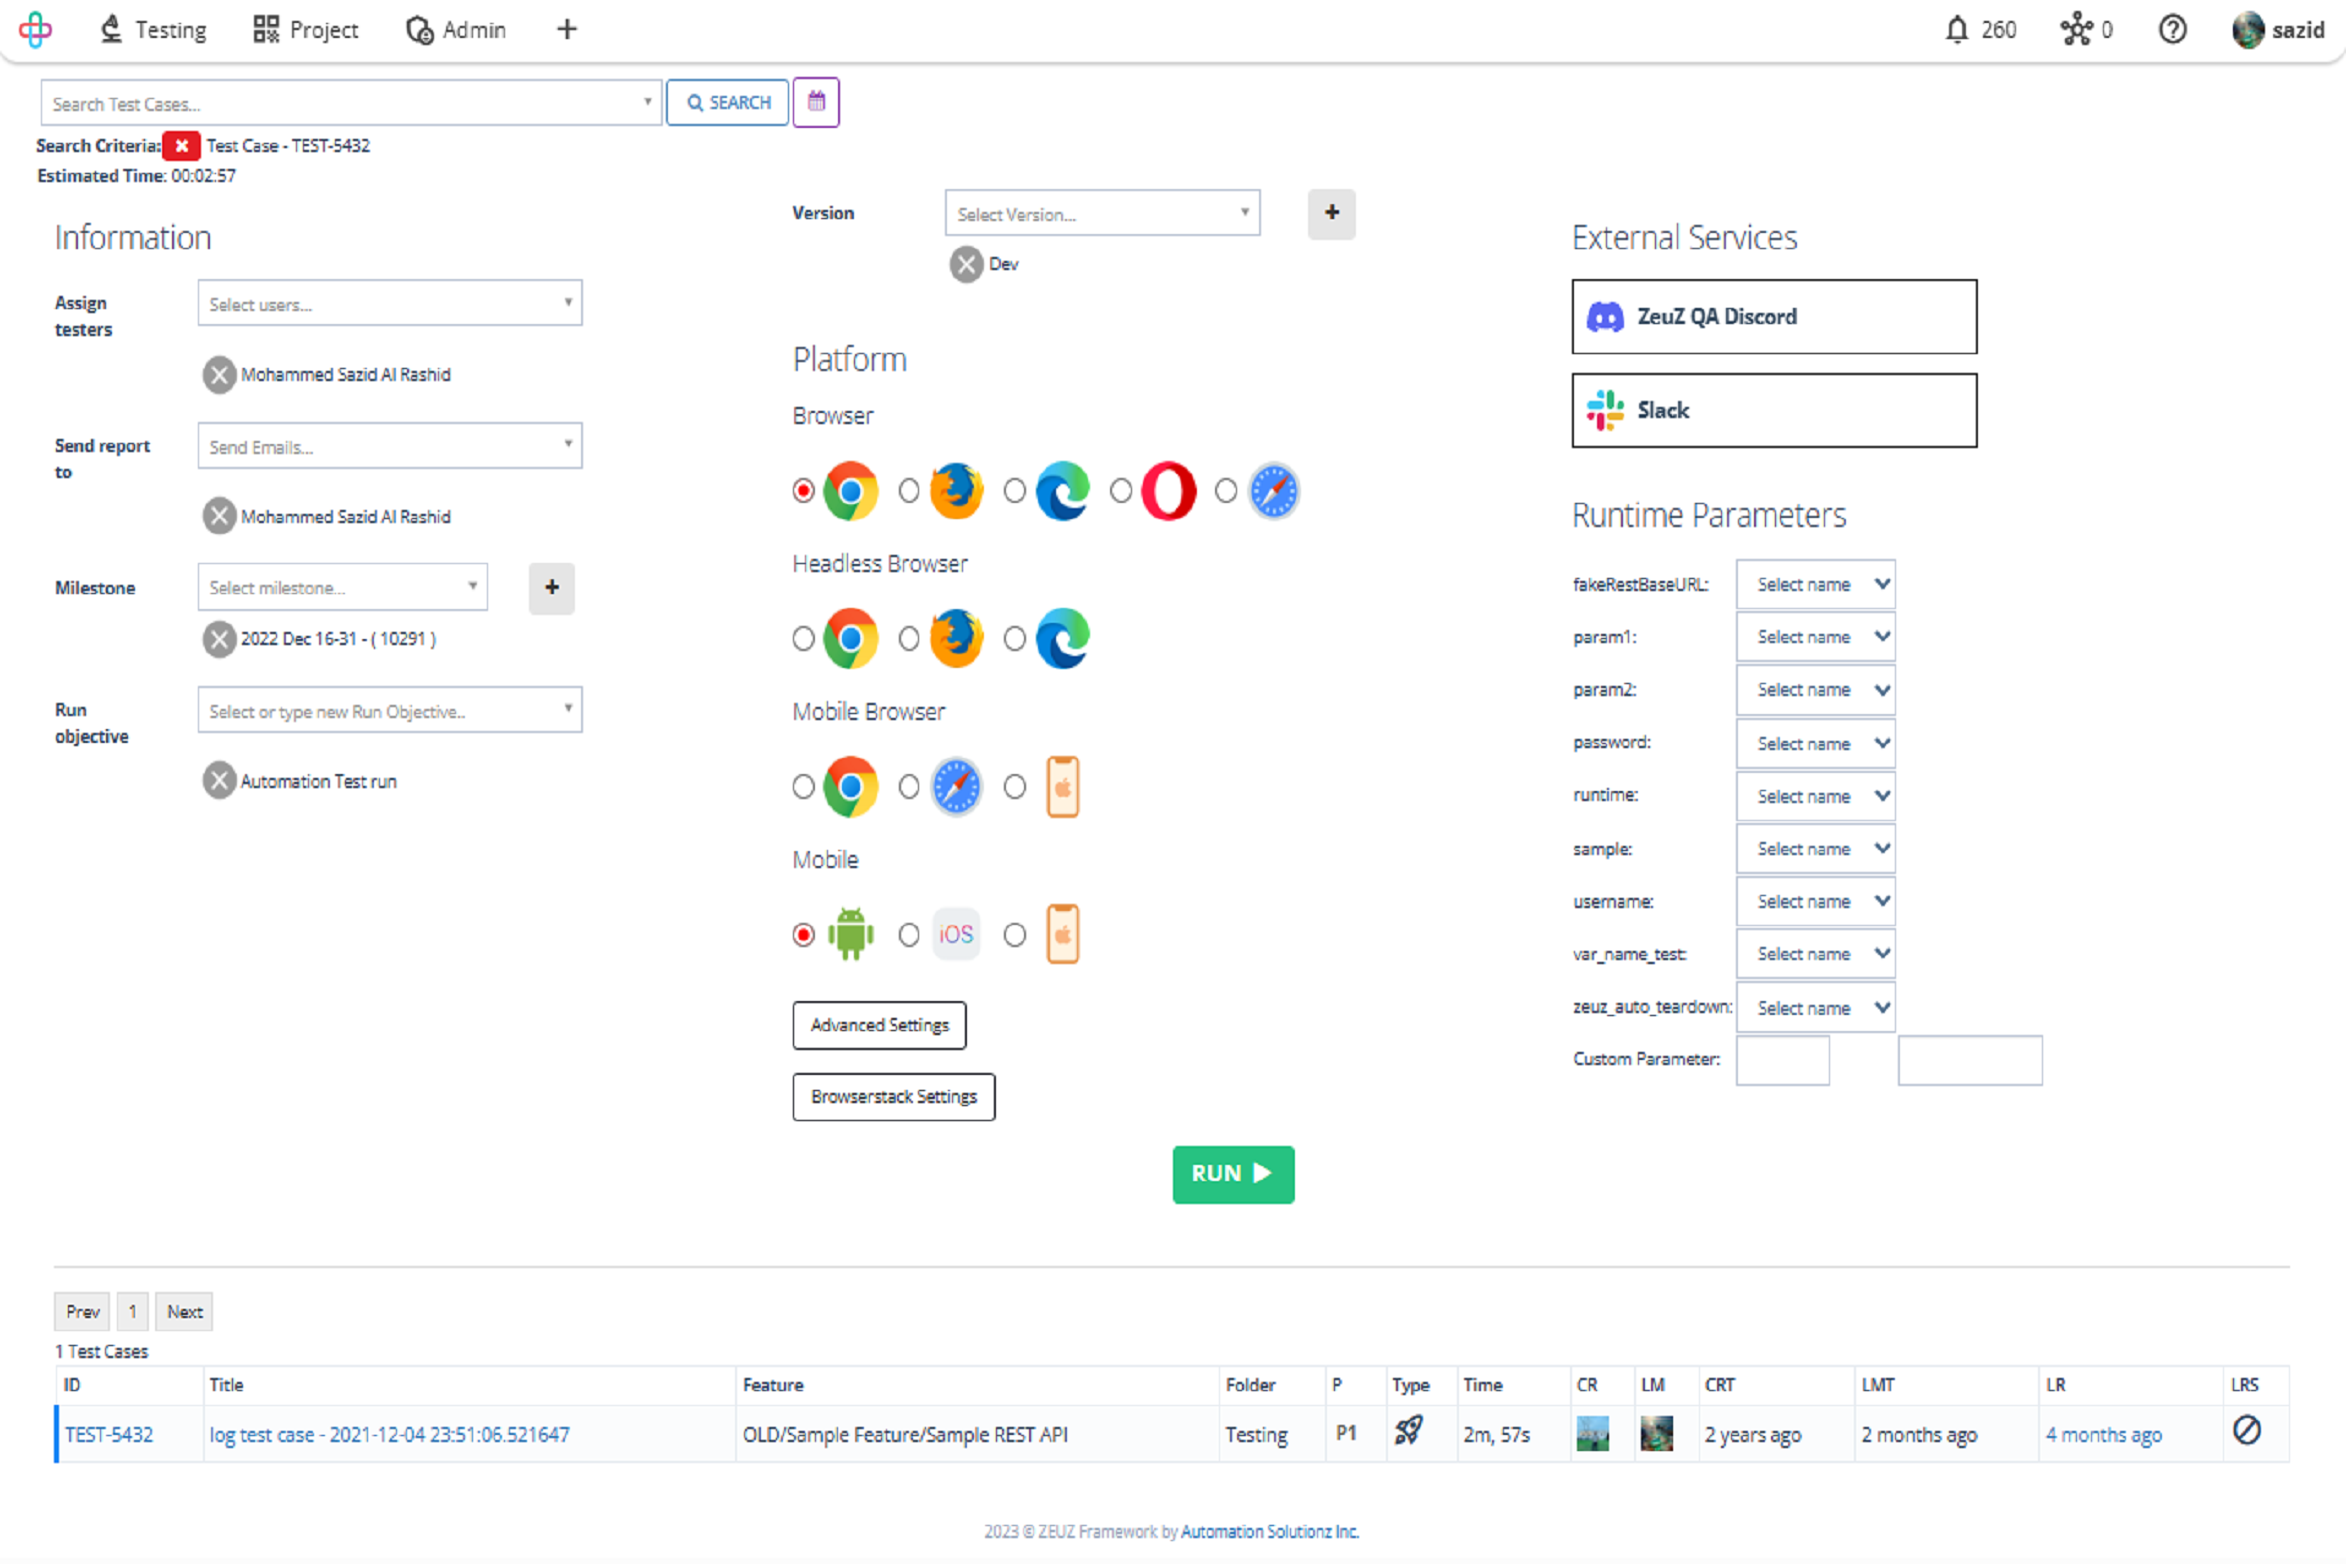 Testing Project Admin + 260 0 sazid
Search Test Cases... SEARCH
Search Criteria: Test Case - TEST-5432
Estimated Time: 00:02:57
Information
Assign testers
Select users...
Mohammed Sazid Al Rashid
Send report to
Send Emails...
Mohammed Sazid Al Rashid
Milestone Select milestone... +
2022 Dec 16-31 - ( 10291 )
Run objective
Select or type new Run Objective..
Automation Test run
Version Select Version... +
Dev
Platform
Browser
Headless Browser
Mobile Browser
Mobile
iOS
Advanced Settings
Browserstack Settings
External Services
ZeuZ QA Discord
Slack
Runtime Parameters
fakeRestBaseURL: Select name
param1: Select name
param2: Select name
password: Select name
runtime: Select name
sample: Select name
username: Select name
var_name_test: Select name
zeuz_auto_teardown: Select name
Custom Parameter:
RUN
Prev 1 Next
1 Test Cases
ID Title Feature Folder P Type Time CR LM CRT LMT LR LRS
TEST-5432 log test case - 2021-12-04 23:51:06.521647 OLD/Sample Feature/Sample REST API Testing P1 2m, 57s 2 years ago 2 months ago 4 months ago
2023 © ZEUZ Framework by Automation Solutionz Inc.